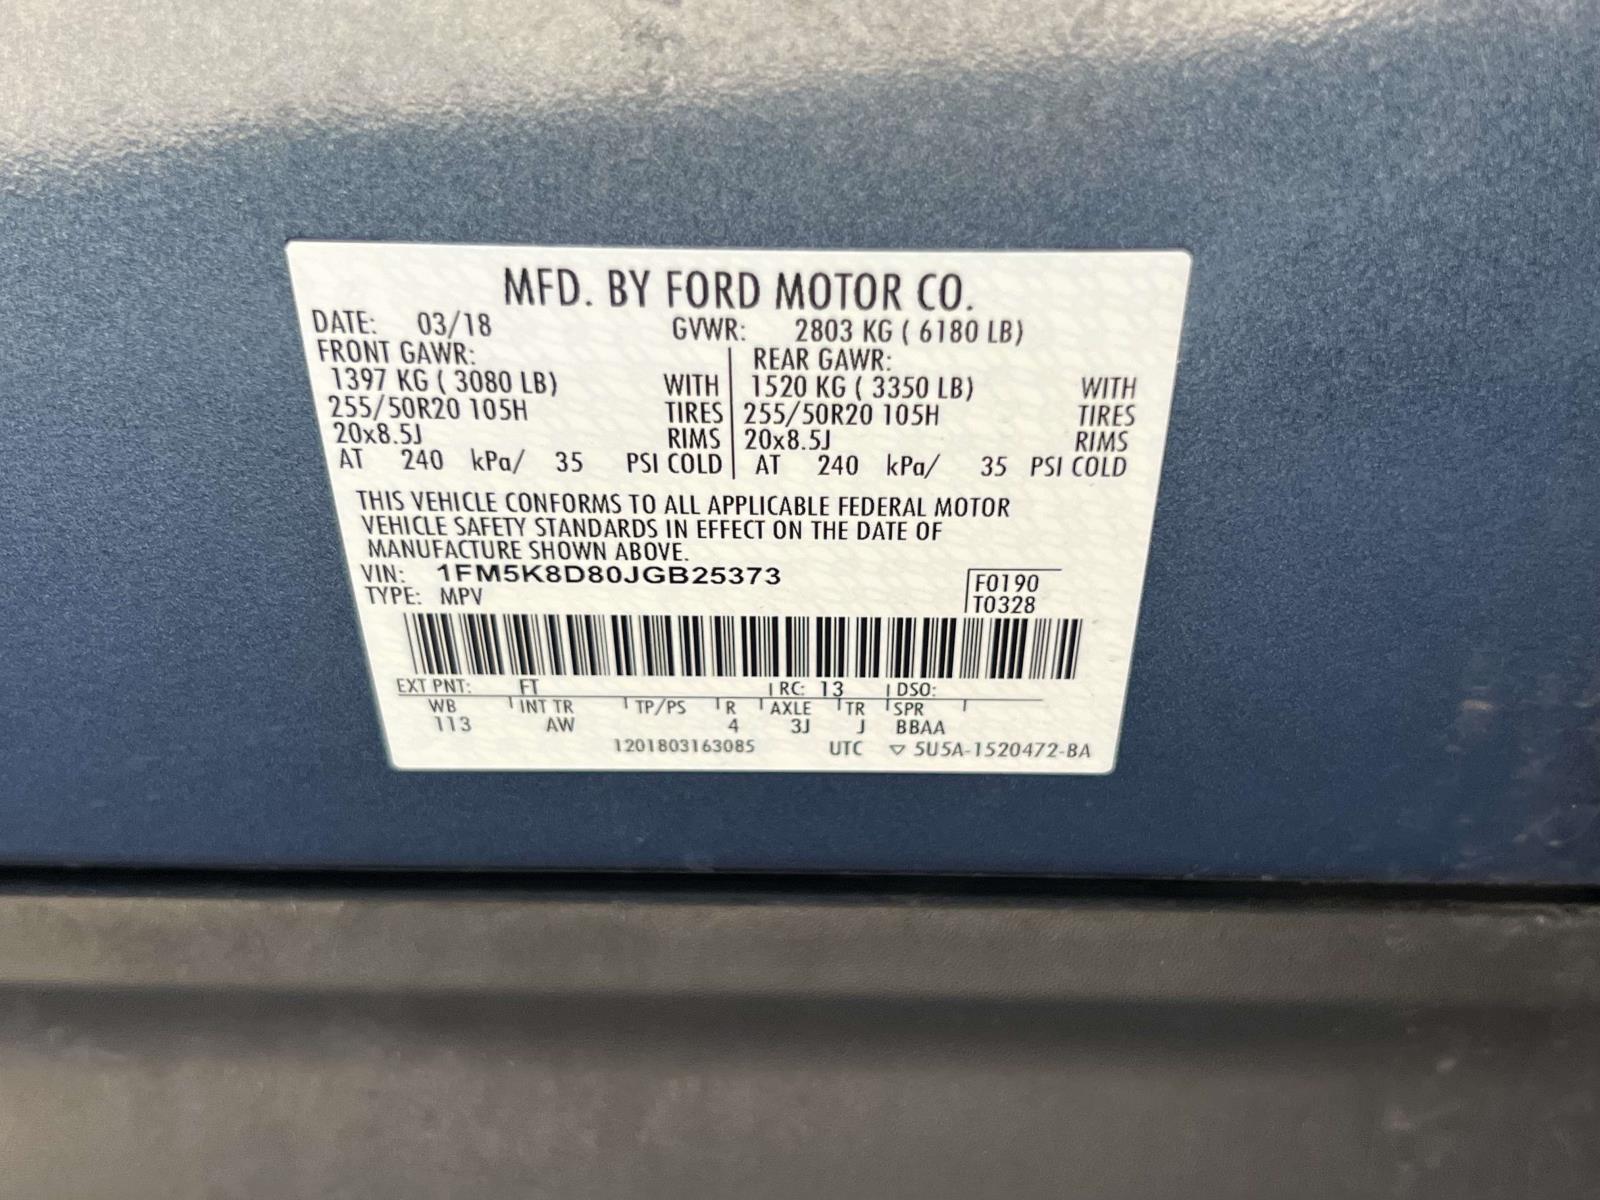 MFD. BY FORD MOTOR CO.
DATE: 03/18 GVWR: 2803 KG ( 6180 LB)
FRONT GAWR: REAR GAWR:
1397 KG ( 3080 LB) WITH 1520 KG ( 3350 LB) WITH
255/50R20 105H TIRES 255/50R20 105H TIRES
20x8.5J RIMS 20x8.5J RIMS
AT 240 kPa/ 35 PSI COLD AT 240 kPa/ 35 PSI COLD
THIS VEHICLE CONFORMS TO ALL APPLICABLE FEDERAL MOTOR
VEHICLE SAFETY STANDARDS IN EFFECT ON THE DATE OF
MANUFACTURE SHOWN ABOVE.
VIN: 1FM5K8D80JGB25373 F0190
TYPE: MPV T0328
EXT PNT: FT RC: 13 DSO:
WB INT TR TP/PS R AXLE TR SPR
113 AW 4 3J J BBAA
1201803163085 UTC ▽ 5U5A-1520472-BA